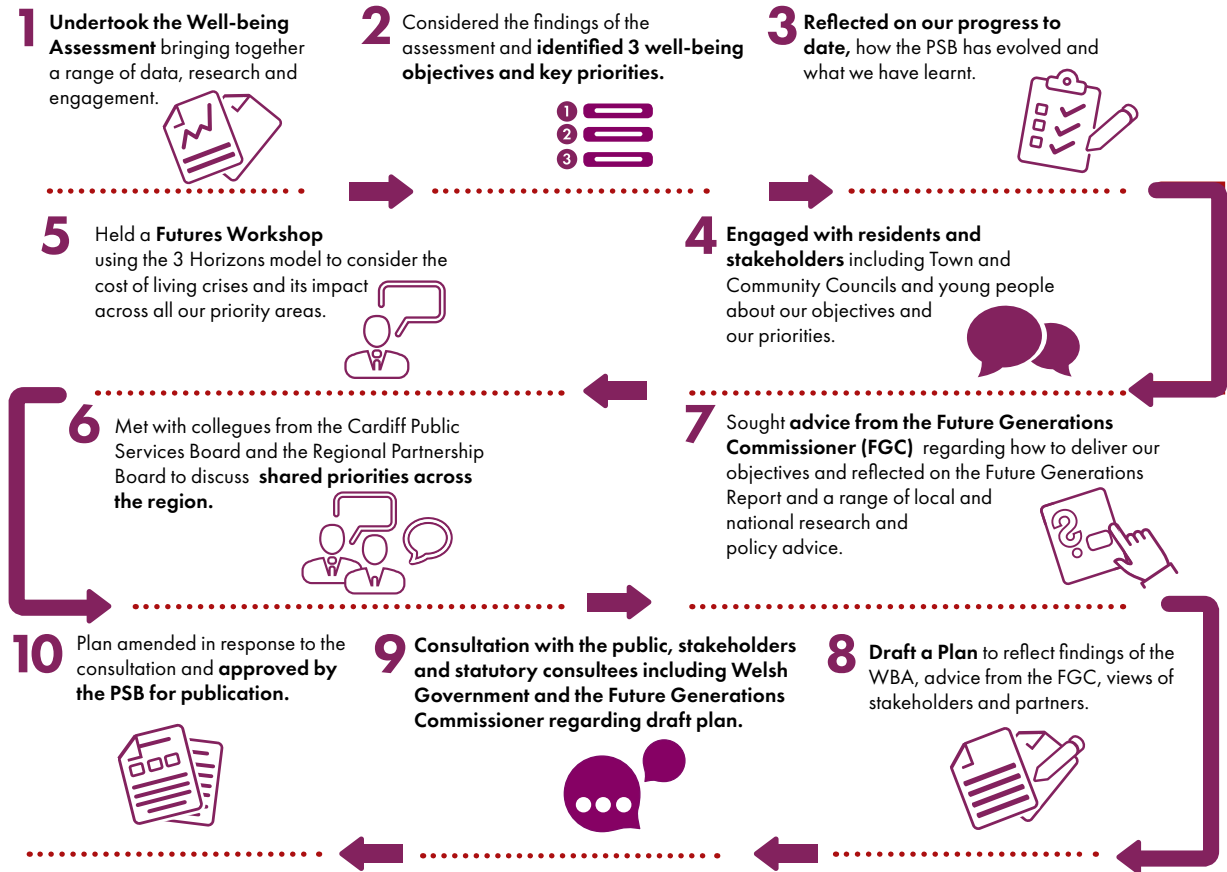 1 Undertook the Well-being
Assessment bringing together
a range of data, research and
engagement.
2 Considered the findings of the
assessment and identified 3 well-being
objectives and key priorities.
1
2
3
3 Reflected on our progress to
date, how the PSB has evolved and
what we have learnt.
4 Engaged with residents and
stakeholders including Town and
Community Councils and young people
about our objectives and
our priorities.
5 Held a Futures Workshop
using the 3 Horizons model to consider the
cost of living crises and its impact
across all our priority areas.
6 Met with collegues from the Cardiff Public
Services Board and the Regional Partnership
Board to discuss shared priorities across
the region.
7 Sought advice from the Future Generations
Commissioner (FGC) regarding how to deliver our
objectives and reflected on the Future Generations
Report and a range of local and
national research and
policy advice.
?
8 Draft a Plan to reflect findings of the
WBA, advice from the FGC, views of
stakeholders and partners.
9 Consultation with the public, stakeholders
and statutory consultees including Welsh
Government and the Future Generations
Commissioner regarding draft plan.
10 Plan amended in response to the
consultation and approved by
the PSB for publication.